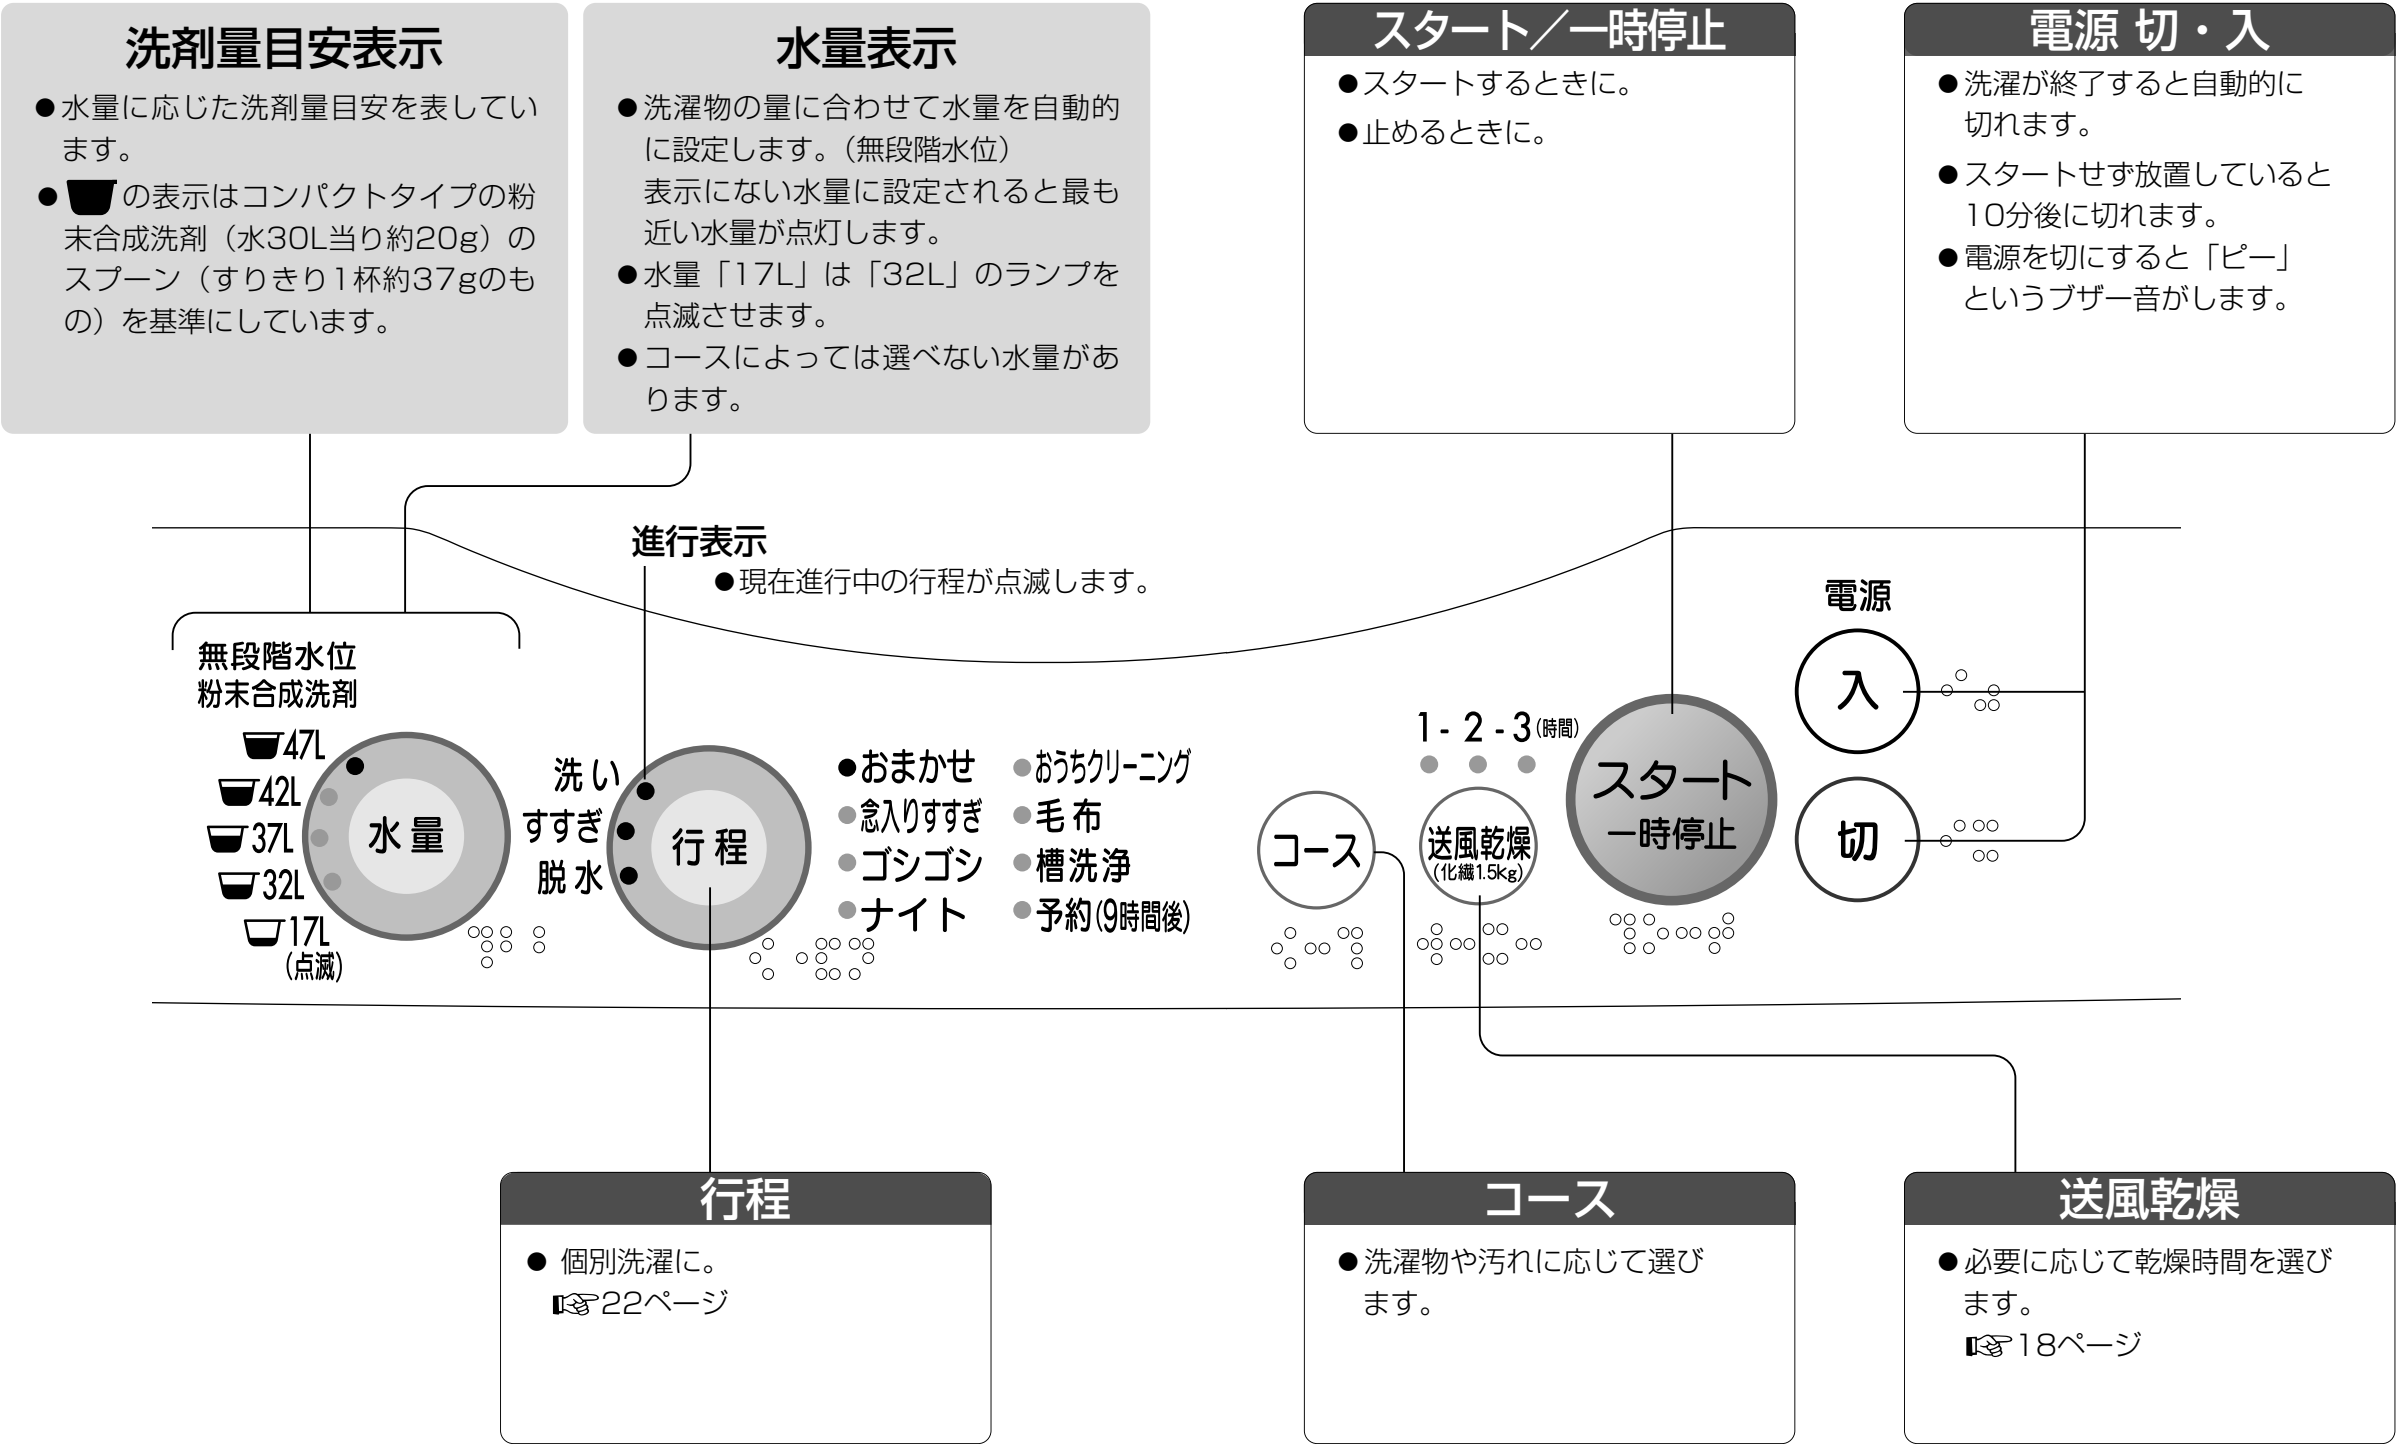 洗剤量目安表示
●水量に応じた洗剤量目安を表してい
ます。
●の表示はコンパクトタイプの粉
末合成洗剤（水30L当り約20g）の
スプーン（すりきり1杯約37gのも
の）を基準にしています。
水量表示
●洗濯物の量に合わせて水量を自動的
に設定します。（無段階水位）
表示にない水量に設定されると最も
近い水量が点灯します。
●水量「17L」は「32L」のランプを
点滅させます。
●コースによっては選べない水量があ
ります。
スタート／一時停止
●スタートするときに。
●止めるときに。
電源 切・入
●洗濯が終了すると自動的に
切れます。
●スタートせず放置していると
10分後に切れます。
●電源を切にすると「ピー」
というブザー音がします。
進行表示
●現在進行中の行程が点滅します。
無段階水位
粉末合成洗剤
47L
42L
37L
32L
17L
(点滅)
水量
洗い
すすぎ
脱水
行程
●おまかせ
●念入りすすぎ
●ゴシゴシ
●ナイト
●おうちクリーニング
●毛布
●槽洗浄
●予約(9時間後)
コース
1 - 2 - 3 (時間)
送風乾燥
(化繊1.5kg)
スタート
一時停止
電源
入
切
行程
● 個別洗濯に。
☞22ページ
コース
●洗濯物や汚れに応じて選び
ます。
送風乾燥
●必要に応じて乾燥時間を選び
ます。
☞18ページ